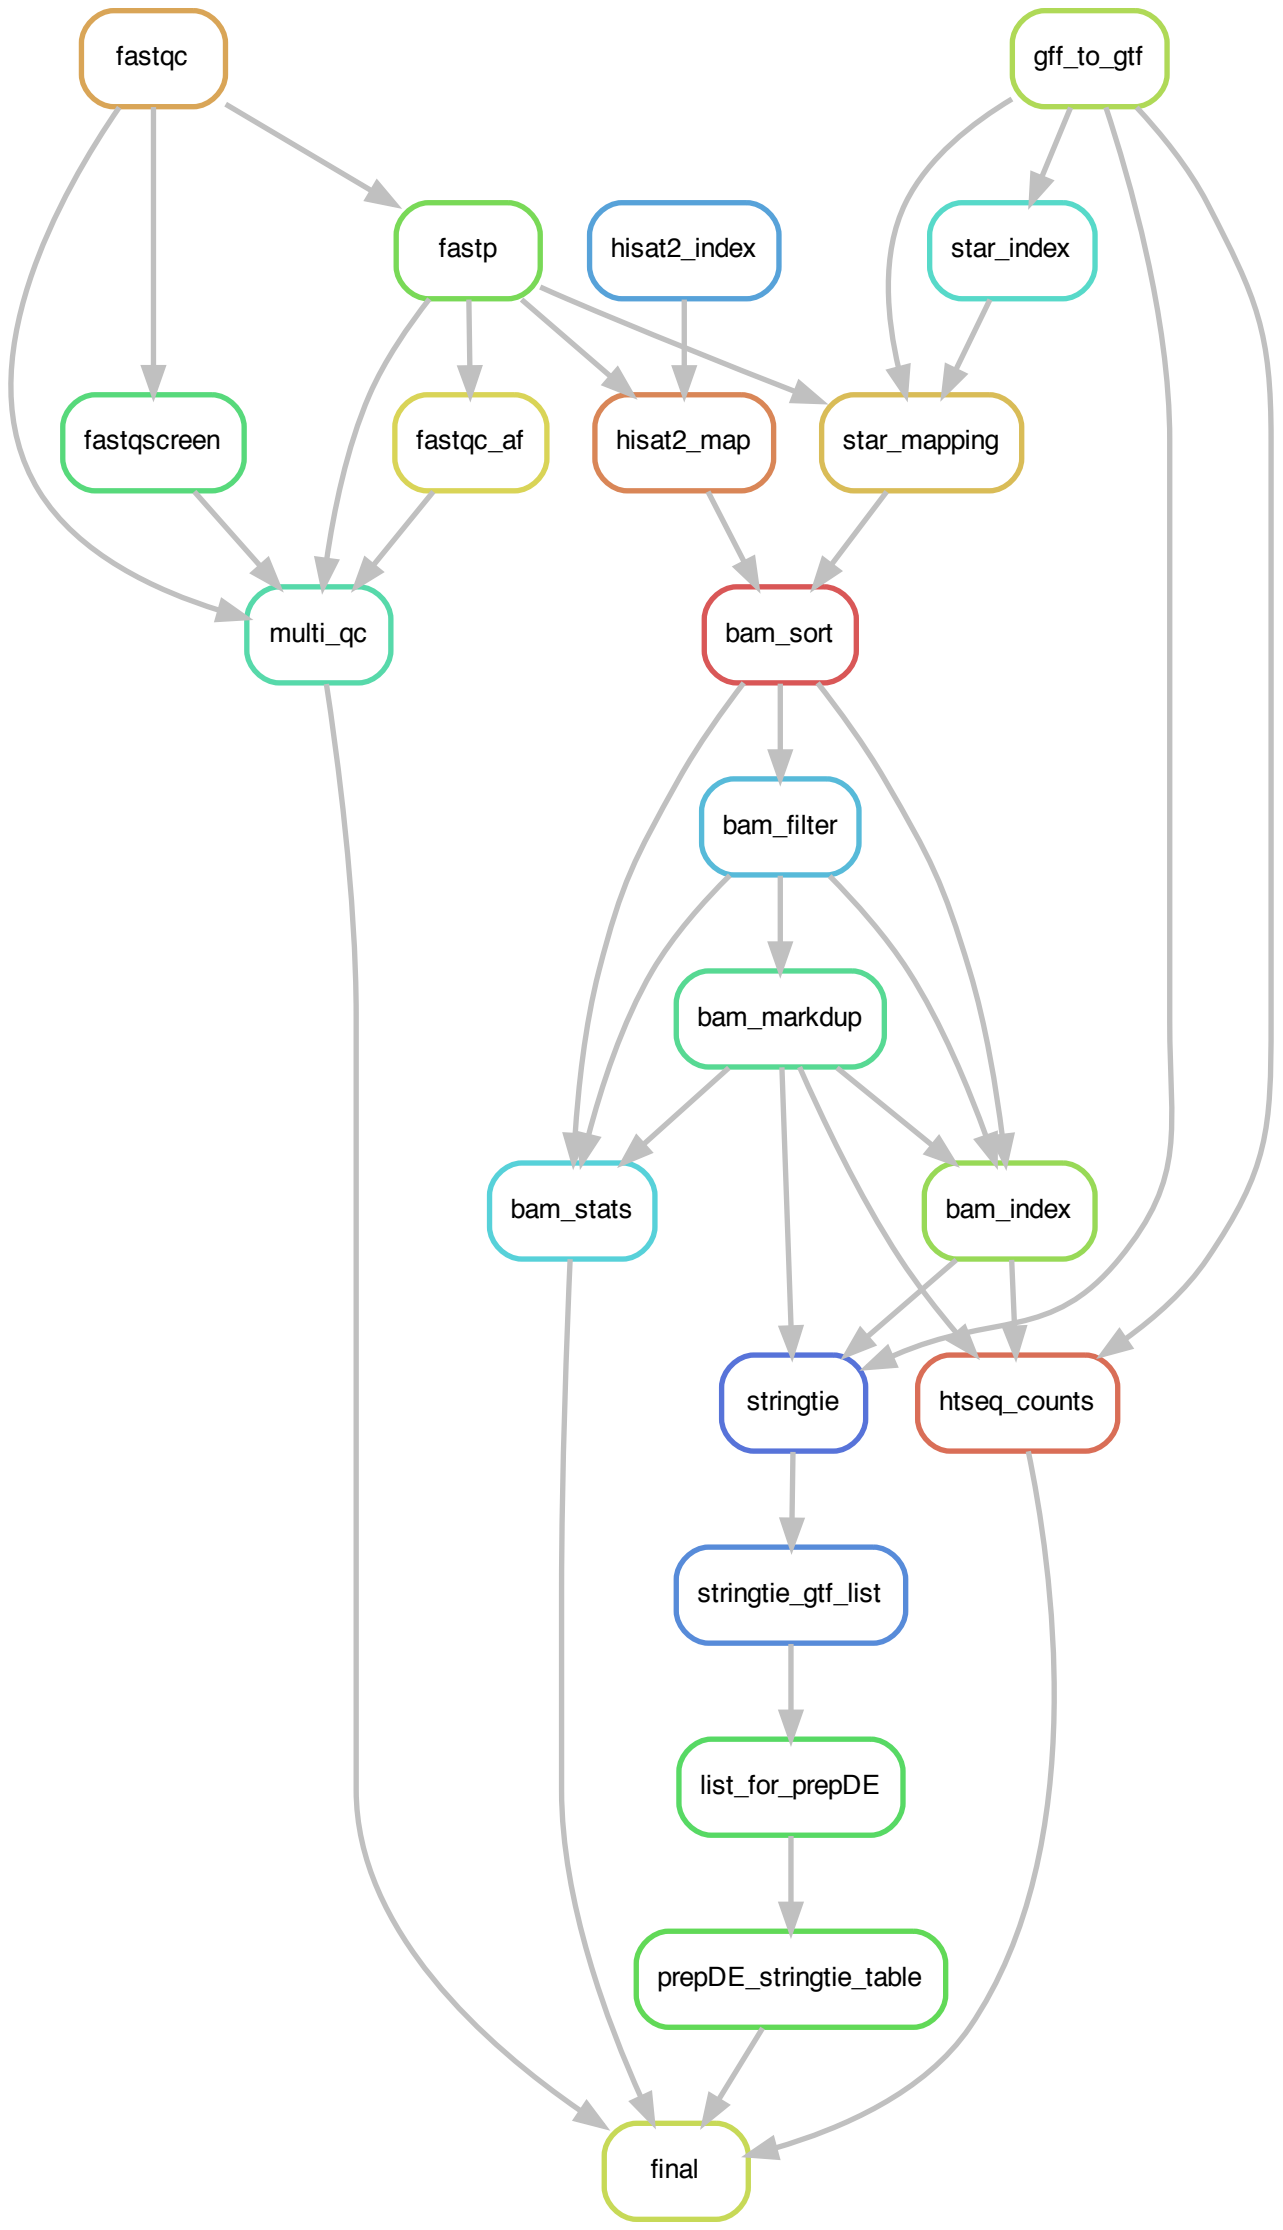 fastqc
gff_to_gtf
fastp
hisat2_index
star_index
fastqscreen
fastqc_af
hisat2_map
star_mapping
multi_qc
bam_sort
bam_filter
bam_markdup
bam_stats
bam_index
stringtie
htseq_counts
stringtie_gtf_list
list_for_prepDE
prepDE_stringtie_table
final